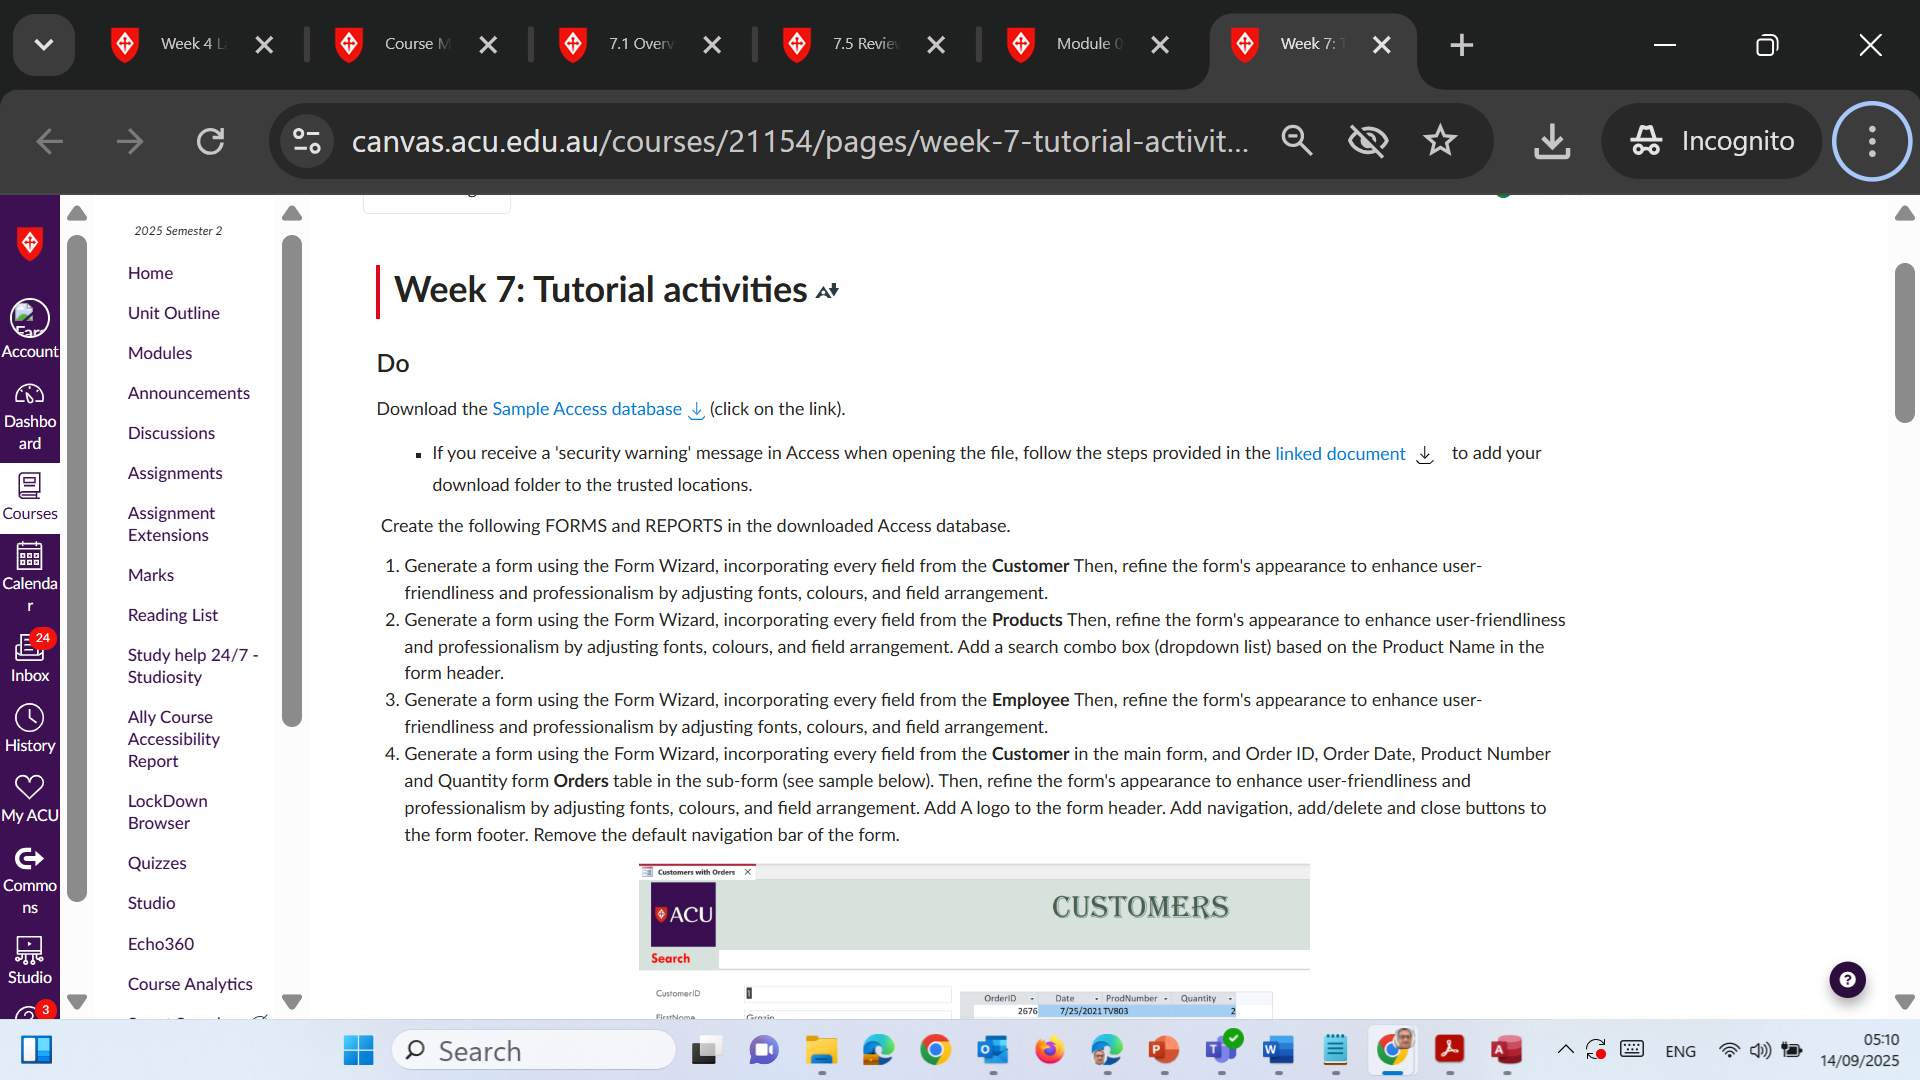 Week 4
Course M
7.1 Overv
7.5 Revie
Module 0
Week 7:
canvas.acu.edu.au/courses/21154/pages/week-7-tutorial-activit...
Incognito
Account
Dashbo
ard
Courses
Calenda
r
24
Inbox
History
My ACU
Commo
ns
Studio
3
2025 Semester 2
Home
Unit Outline
Modules
Announcements
Discussions
Assignments
Assignment
Extensions
Marks
Reading List
Study help 24/7 -
Studiosity
Ally Course
Accessibility
Report
LockDown
Browser
Quizzes
Studio
Echo360
Course Analytics
Week 7: Tutorial activities
Do
Download the Sample Access database (click on the link).
▪ If you receive a 'security warning' message in Access when opening the file, follow the steps provided in the linked document to add your
download folder to the trusted locations.
Create the following FORMS and REPORTS in the downloaded Access database.
1. Generate a form using the Form Wizard, incorporating every field from the Customer Then, refine the form's appearance to enhance user-
friendliness and professionalism by adjusting fonts, colours, and field arrangement.
2. Generate a form using the Form Wizard, incorporating every field from the Products Then, refine the form's appearance to enhance user-friendliness
and professionalism by adjusting fonts, colours, and field arrangement. Add a search combo box (dropdown list) based on the Product Name in the
form header.
3. Generate a form using the Form Wizard, incorporating every field from the Employee Then, refine the form's appearance to enhance user-
friendliness and professionalism by adjusting fonts, colours, and field arrangement.
4. Generate a form using the Form Wizard, incorporating every field from the Customer in the main form, and Order ID, Order Date, Product Number
and Quantity form Orders table in the sub-form (see sample below). Then, refine the form's appearance to enhance user-friendliness and
professionalism by adjusting fonts, colours, and field arrangement. Add A logo to the form header. Add navigation, add/delete and close buttons to
the form footer. Remove the default navigation bar of the form.
Customers with Orders
ACU
CUSTOMERS
Search
CustomerID 1
OrderID Date ProdNumber Quantity
2676 7/25/2021 TV803 2
FirstName Grazio
Search
ENG
05:10
14/09/2025